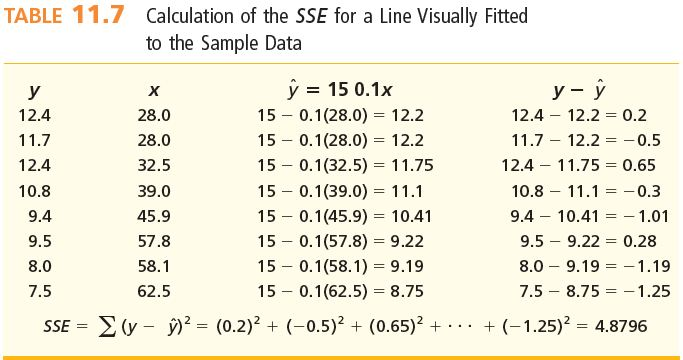 TABLE 11.7 Calculation of the SSE for a Line Visually Fitted
to the Sample Data
y x ŷ = 15 0.1x y − ŷ
12.4 28.0 15 − 0.1(28.0) = 12.2 12.4 − 12.2 = 0.2
11.7 28.0 15 − 0.1(28.0) = 12.2 11.7 − 12.2 = −0.5
12.4 32.5 15 − 0.1(32.5) = 11.75 12.4 − 11.75 = 0.65
10.8 39.0 15 − 0.1(39.0) = 11.1 10.8 − 11.1 = −0.3
9.4 45.9 15 − 0.1(45.9) = 10.41 9.4 − 10.41 = −1.01
9.5 57.8 15 − 0.1(57.8) = 9.22 9.5 − 9.22 = 0.28
8.0 58.1 15 − 0.1(58.1) = 9.19 8.0 − 9.19 = −1.19
7.5 62.5 15 − 0.1(62.5) = 8.75 7.5 − 8.75 = −1.25
SSE = ∑(y − ŷ)² = (0.2)² + (−0.5)² + (0.65)² + ··· + (−1.25)² = 4.8796